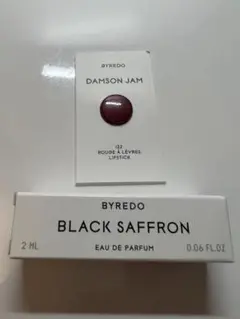 BYREDO
DAMSON JAM
ROUGE À LÈVRES
LIPSTICK
BYREDO
BLACK SAFFRON
2 ML
EAU DE PARFUM
0.06 FL.OZ